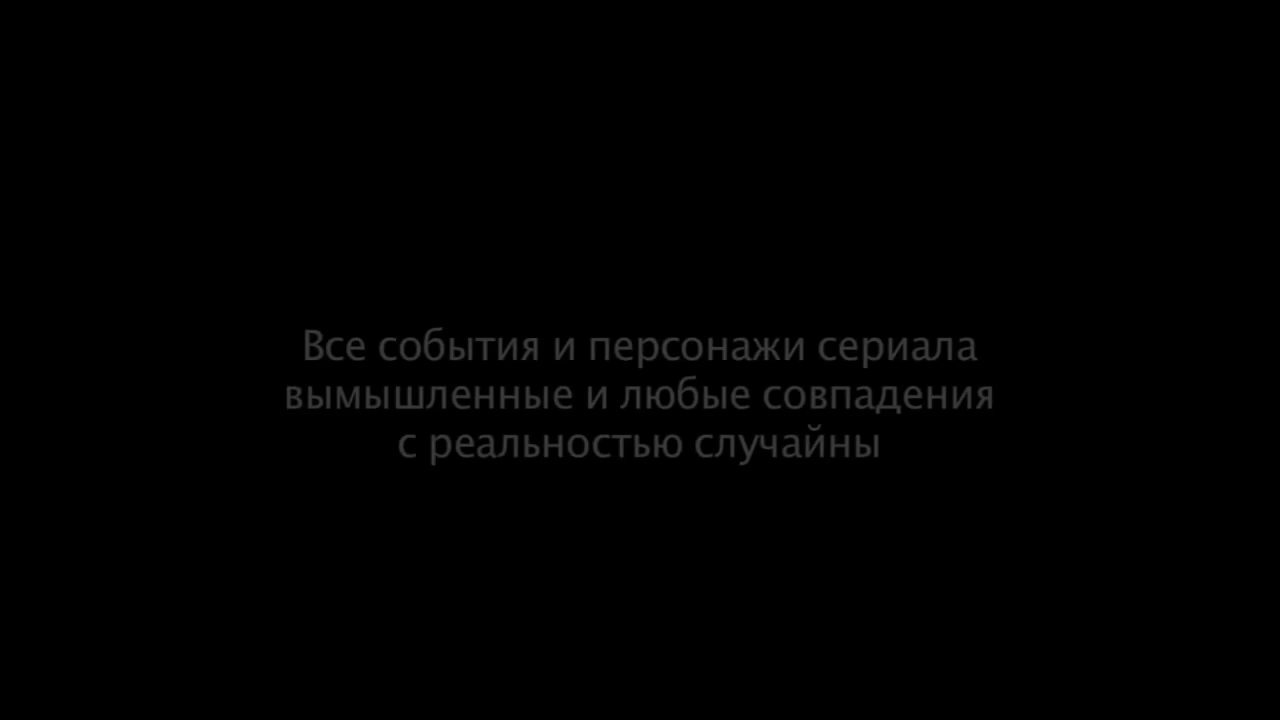 Все события и персонажи сериала
вымышленные и любые совпадения
с реальностью случайны